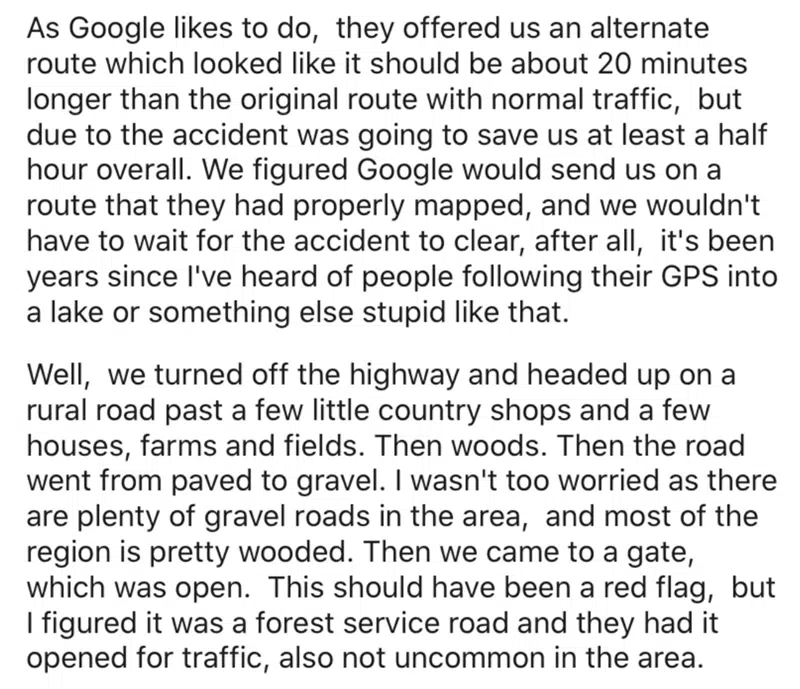 As Google likes to do,  they offered us an alternate
route which looked like it should be about 20 minutes
longer than the original route with normal traffic,  but
due to the accident was going to save us at least a half
hour overall. We figured Google would send us on a
route that they had properly mapped, and we wouldn't
have to wait for the accident to clear, after all,  it's been
years since I've heard of people following their GPS into
a lake or something else stupid like that.
Well,  we turned off the highway and headed up on a
rural road past a few little country shops and a few
houses, farms and fields. Then woods. Then the road
went from paved to gravel. I wasn't too worried as there
are plenty of gravel roads in the area,  and most of the
region is pretty wooded. Then we came to a gate,
which was open.  This should have been a red flag,  but
I figured it was a forest service road and they had it
opened for traffic, also not uncommon in the area.